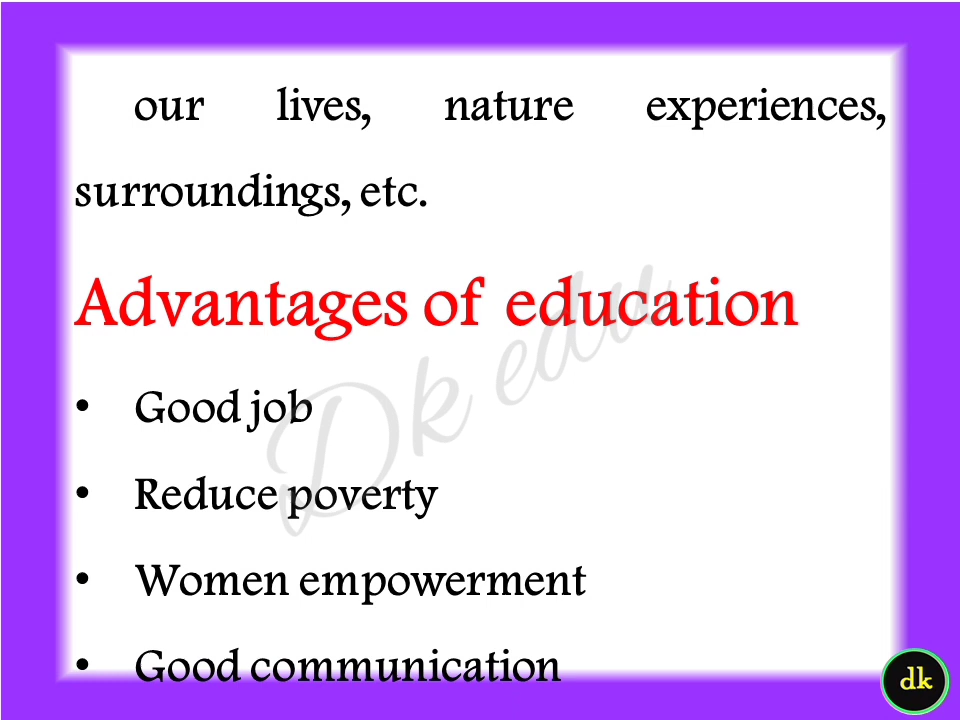 our lives, nature experiences,
surroundings, etc.
Advantages of education
• Good job
• Reduce poverty
• Women empowerment
• Good communication
Dk edu
dk